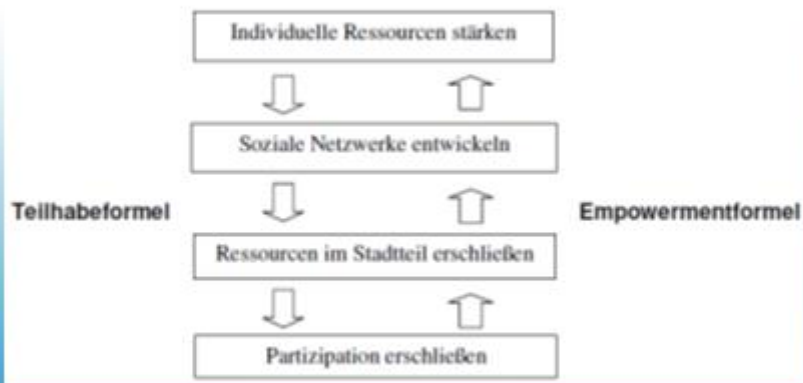 Individuelle Ressourcen stärken
Soziale Netzwerke entwickeln
Teilhabeformel
Empowermentformel
Ressourcen im Stadtteil erschließen
Partizipation erschließen